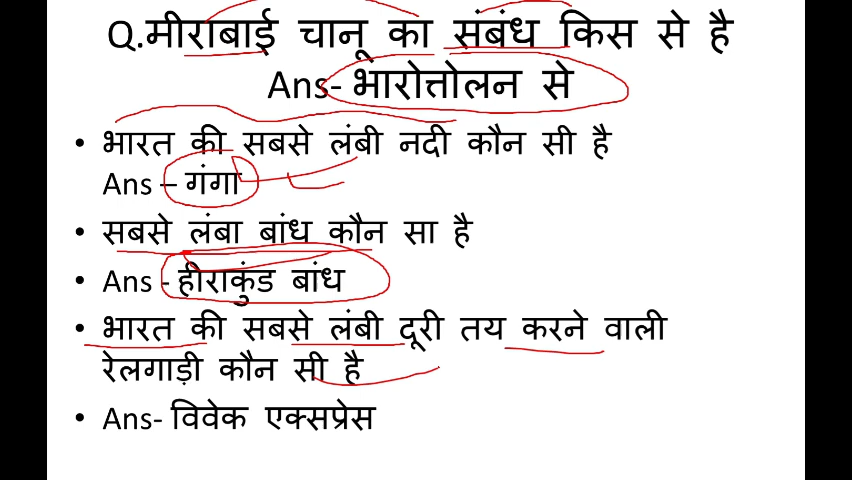 Q.मीराबाई चानू का संबंध किस से है
Ans- भारोत्तोलन से
• भारत की सबसे लंबी नदी कौन सी है
Ans – गंगा
• सबसे लंबा बांध कौन सा है
• Ans - हीराकुंड बांध
• भारत की सबसे लंबी दूरी तय करने वाली
रेलगाड़ी कौन सी है
• Ans- विवेक एक्सप्रेस